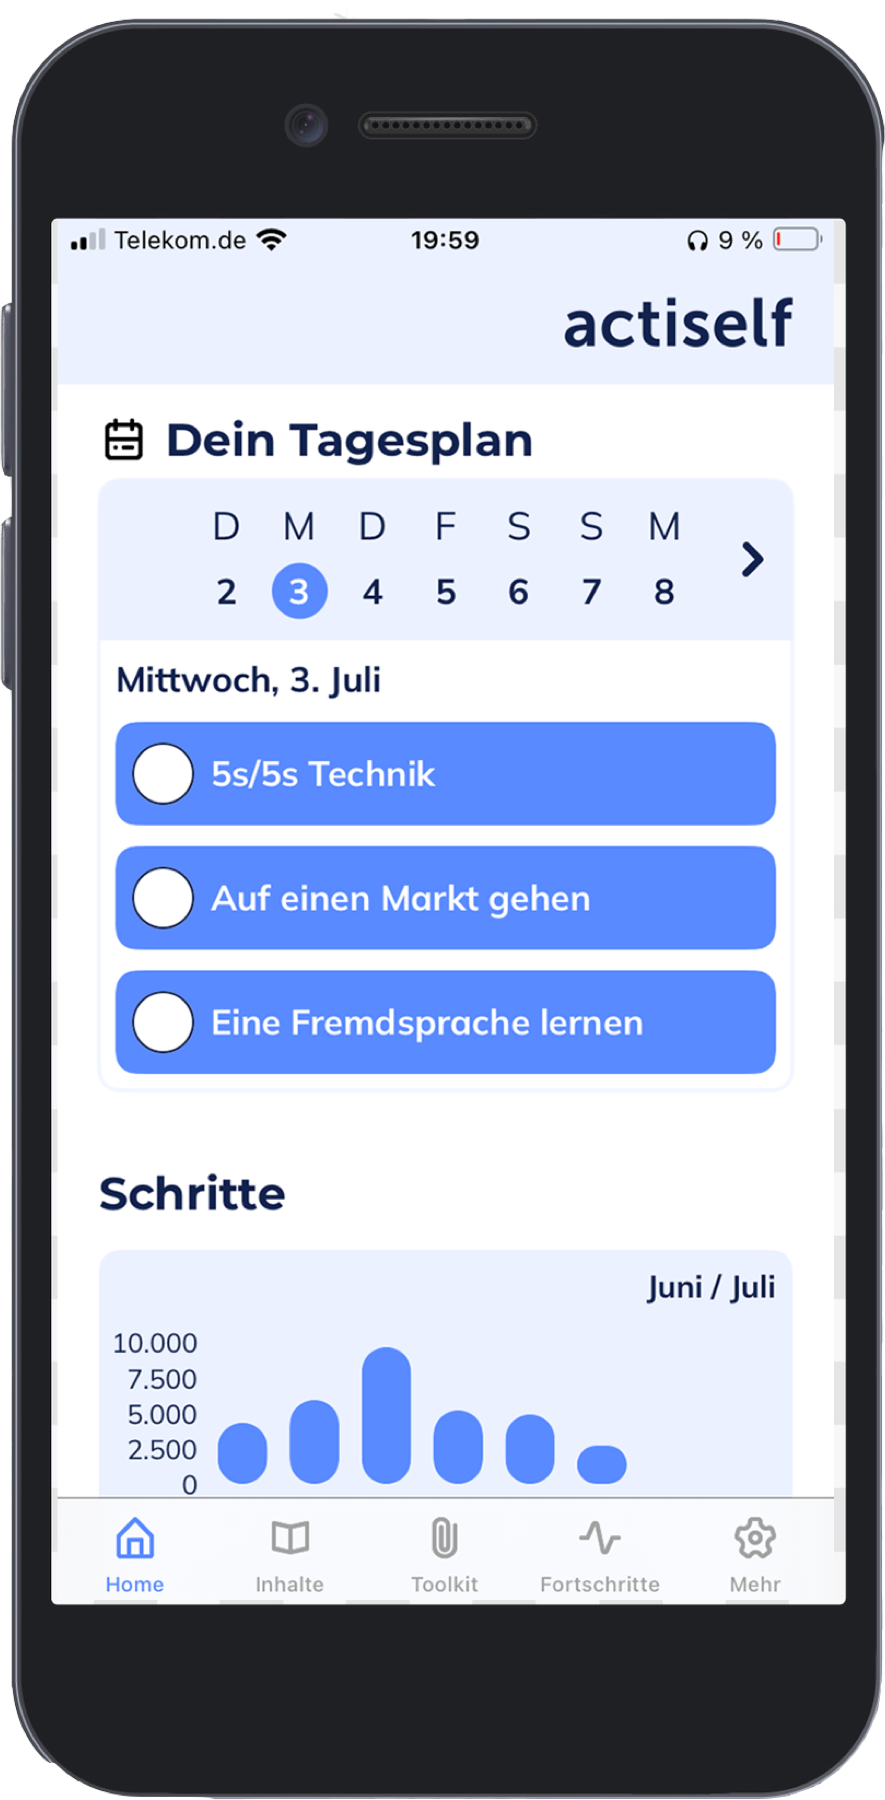 Telekom.de 19:59 9 %
actiself
Dein Tagesplan
D M D F S S M
2 3 4 5 6 7 8
Mittwoch, 3. Juli
5s/5s Technik
Auf einen Markt gehen
Eine Fremdsprache lernen
Schritte
Juni / Juli
10.000
7.500
5.000
2.500
0
Home Inhalte Toolkit Fortschritte Mehr